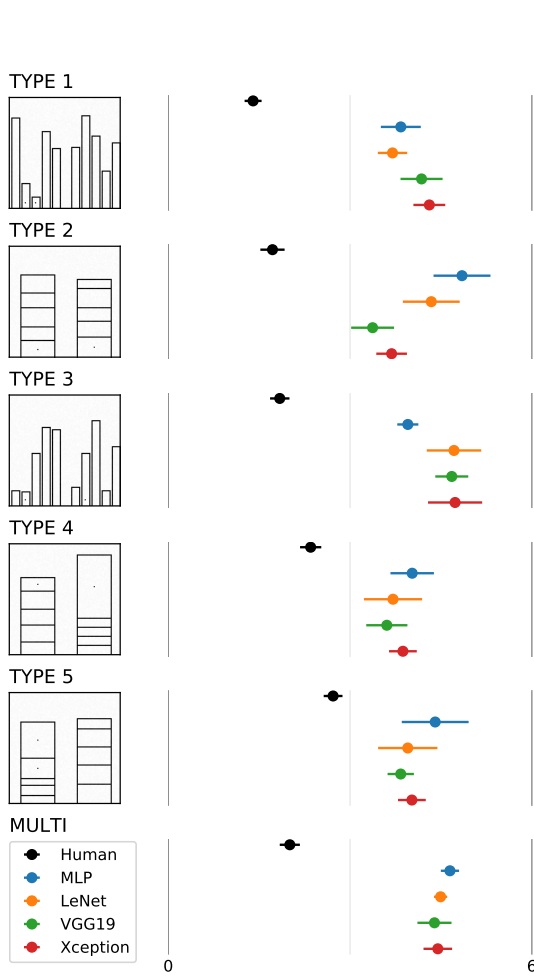 TYPE 1
TYPE 2
TYPE 3
TYPE 4
TYPE 5
MULTI
Human
MLP
LeNet
VGG19
Xception
0 6